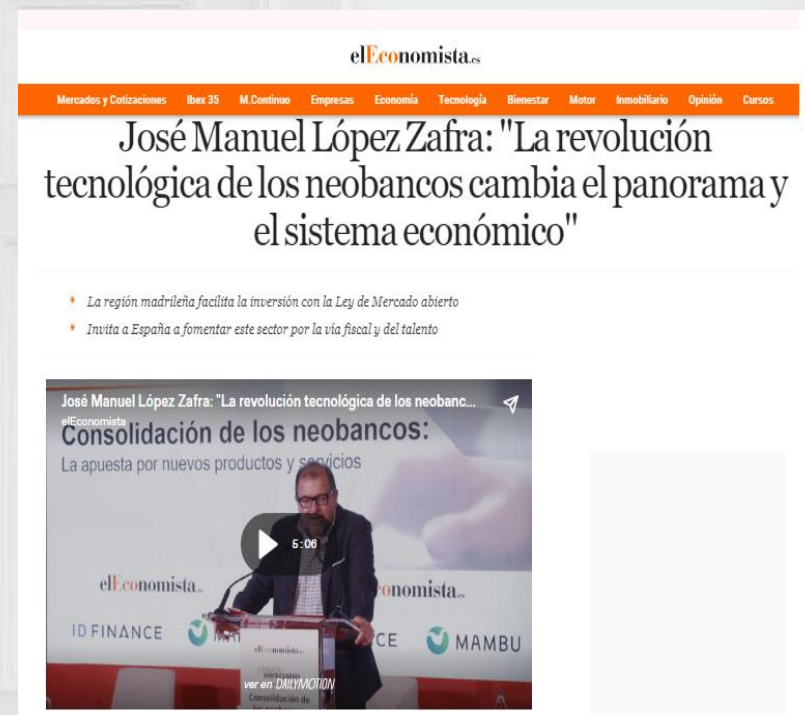 elEconomista.es
Mercados y Cotizaciones Ibex 35 M.Continuo Empresas Economía Tecnología Bienestar Motor Inmobiliario Opinión Cursos
José Manuel López Zafra: "La revolución
tecnológica de los neobancos cambia el panorama y
el sistema económico"
La región madrileña facilita la inversión con la Ley de Mercado abierto
Invita a España a fomentar este sector por la vía fiscal y del talento
José Manuel López Zafra: "La revolución tecnológica de los neobanc...
elEconomista
Consolidación de los neobancos:
La apuesta por nuevos productos y servicios
5:06
elEconomista.
onomista.
ID FINANCE
CE MAMBU
elEconomista.
ver en DAILYMOTION
Consolidación de